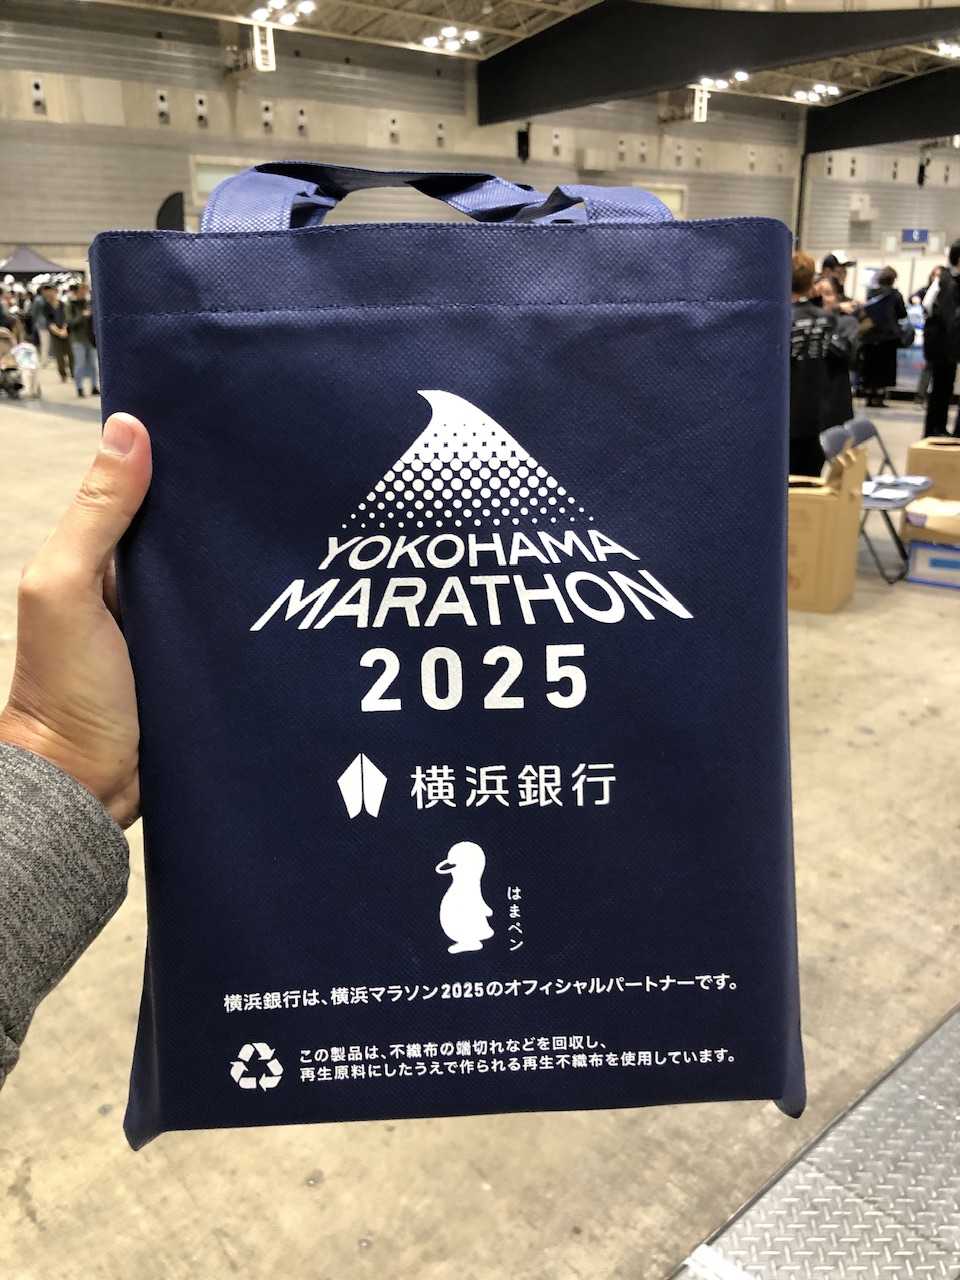 YOKOHAMA
MARATHON
2025
横浜銀行
はまペン
横浜銀行は、横浜マラソン2025のオフィシャルパートナーです。
この製品は、不織布の端切れなどを回収し、
再生原料にしたうえで作られる再生不織布を使用しています。